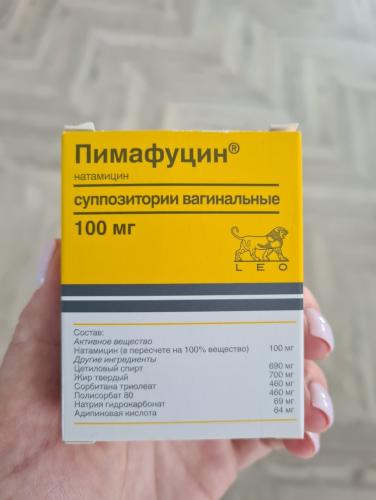 Пимафуцин®
натамицин
суппозитории вагинальные
100 мг
LEO
Состав:
Активное вещество
Натамицин (в пересчете на 100% вещество) 100 мг
Другие ингредиенты
Цетиловый спирт 690 мг
Жир твердый 700 мг
Сорбитана триолеат 460 мг
Полисорбат 80 460 мг
Натрия гидрокарбонат 69 мг
Адипиновая кислота 64 мг